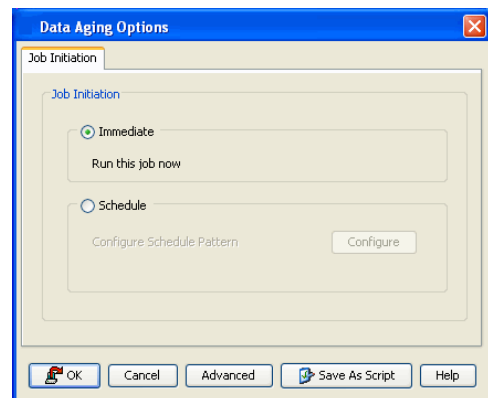 Data Aging Options
Job Initiation
Job Initiation
Immediate
Run this job now
Schedule
Configure Schedule Pattern Configure
OK Cancel Advanced Save As Script Help